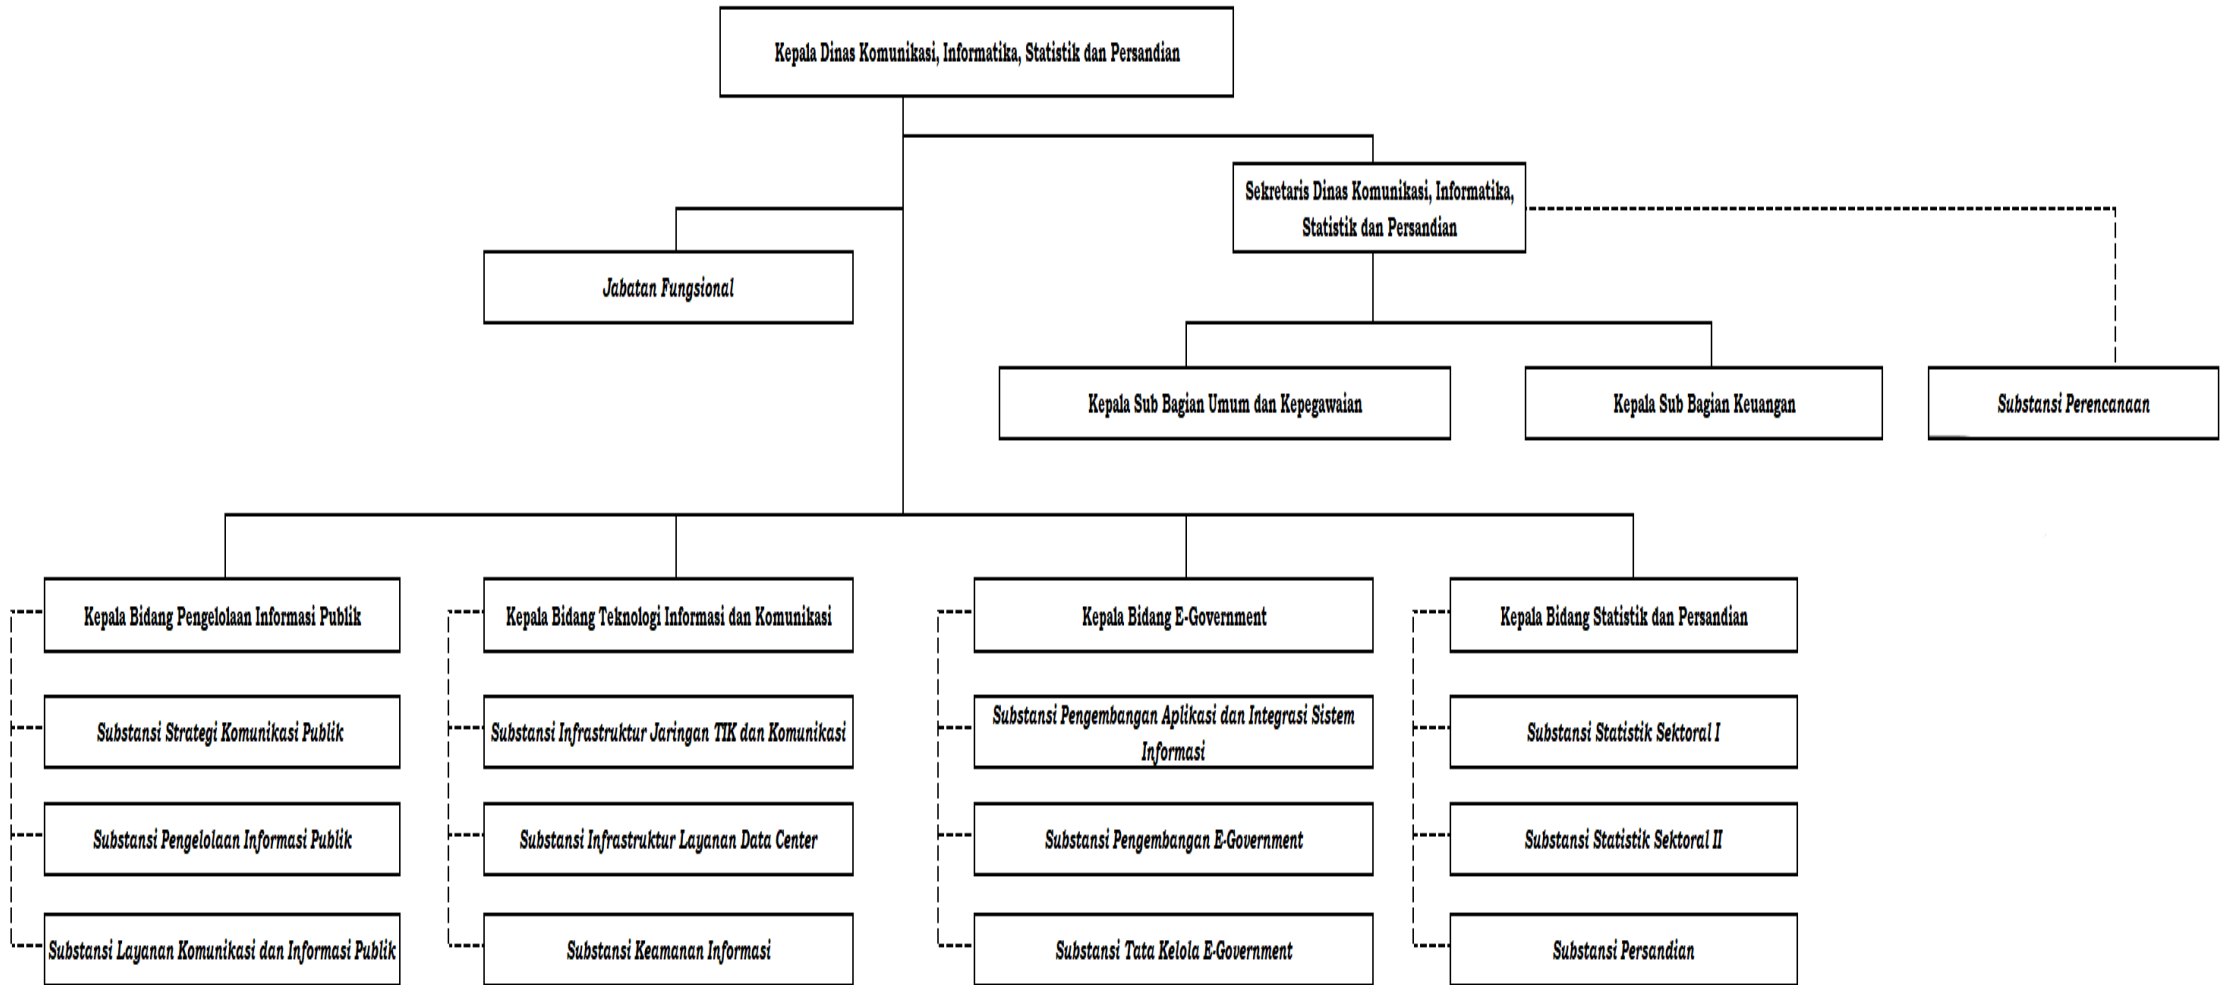 Kepala Dinas Komunikasi, Informatika, Statistik dan Persandian
Sekretaris Dinas Komunikasi, Informatika,
Statistik dan Persandian
Jabatan Fungsional
Kepala Sub Bagian Umum dan Kepegawaian
Kepala Sub Bagian Keuangan
Substansi Perencanaan
Kepala Bidang Pengelolaan Informasi Publik
Kepala Bidang Teknologi Informasi dan Komunikasi
Kepala Bidang E-Government
Kepala Bidang Statistik dan Persandian
Substansi Strategi Komunikasi Publik
Substansi Infrastruktur Jaringan TIK dan Komunikasi
Substansi Pengembangan Aplikasi dan Integrasi Sistem
Informasi
Substansi Statistik Sektoral I
Substansi Pengelolaan Informasi Publik
Substansi Infrastruktur Layanan Data Center
Substansi Pengembangan E-Government
Substansi Statistik Sektoral II
Substansi Layanan Komunikasi dan Informasi Publik
Substansi Keamanan Informasi
Substansi Tata Kelola E-Government
Substansi Persandian